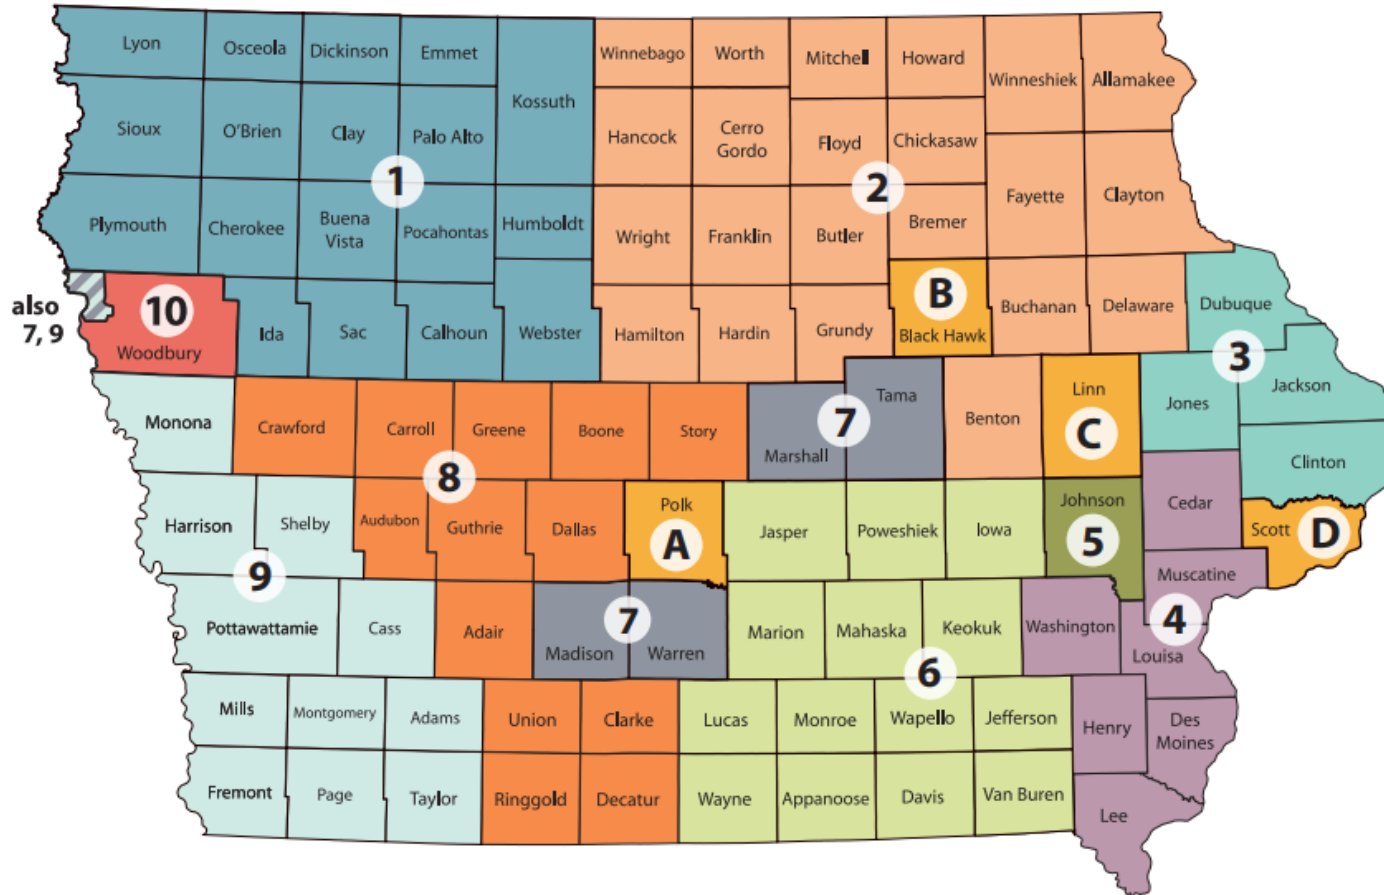 Lyon
Osceola
Dickinson
Emmet
Kossuth
Winnebago
Worth
Mitchell
Howard
Winneshiek
Allamakee
Sioux
O'Brien
Clay
Palo Alto
Hancock
Cerro
Gordo
Floyd
Chickasaw
1
2
Plymouth
Cherokee
Buena
Vista
Pocahontas
Humboldt
Wright
Franklin
Butler
Bremer
Fayette
Clayton
also
7, 9
10
Woodbury
Ida
Sac
Calhoun
Webster
Hamilton
Hardin
Grundy
B
Black Hawk
Buchanan
Delaware
Dubuque
3
Monona
Crawford
Carroll
Greene
Boone
Story
Marshall
7
Tama
Benton
Linn
C
Jones
Jackson
Clinton
8
Harrison
Shelby
Audubon
Guthrie
Dallas
Polk
A
Jasper
Poweshiek
Iowa
Johnson
5
Cedar
Scott
D
9
Pottawattamie
Cass
Adair
7
Madison
Warren
Marion
Mahaska
Keokuk
Washington
Muscatine
4
Louisa
6
Mills
Montgomery
Adams
Union
Clarke
Lucas
Monroe
Wapello
Jefferson
Henry
Des
Moines
Fremont
Page
Taylor
Ringgold
Decatur
Wayne
Appanoose
Davis
Van Buren
Lee